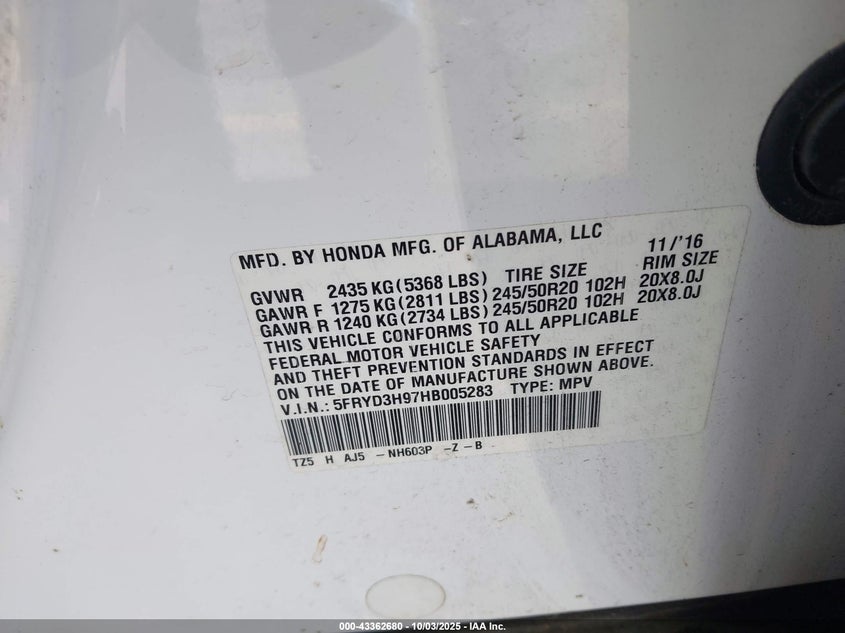 MFD. BY HONDA MFG. OF ALABAMA, LLC 11/'16
GVWR 2435 KG(5368 LBS) TIRE SIZE RIM SIZE
GAWR F 1275 KG(2811 LBS) 245/50R20 102H 20X8.0J
GAWR R 1240 KG(2734 LBS) 245/50R20 102H 20X8.0J
THIS VEHICLE CONFORMS TO ALL APPLICABLE
FEDERAL MOTOR VEHICLE SAFETY
AND THEFT PREVENTION STANDARDS IN EFFECT
ON THE DATE OF MANUFACTURE SHOWN ABOVE.
V.I.N.: 5FRYD3H97HB005283 TYPE: MPV
TZ5 H AJ5 -NH603P -Z -B
000-43362680 - 10/03/2025 - IAA Inc.